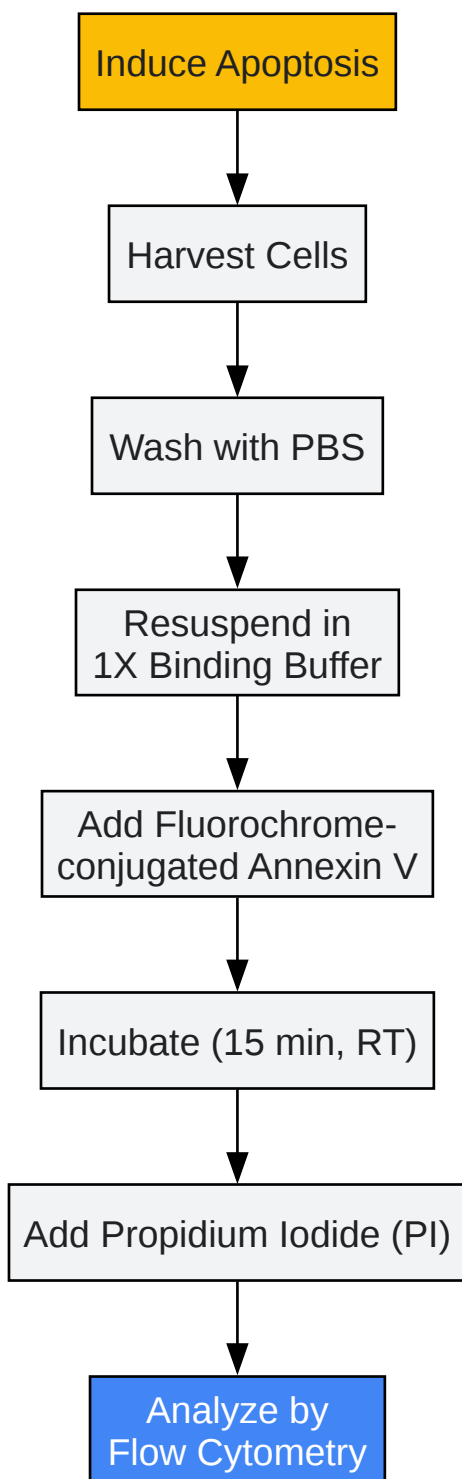 Induce Apoptosis
Harvest Cells
Wash with PBS
Resuspend in
1X Binding Buffer
Add Fluorochrome-
conjugated Annexin V
Incubate (15 min, RT)
Add Propidium Iodide (PI)
Analyze by
Flow Cytometry